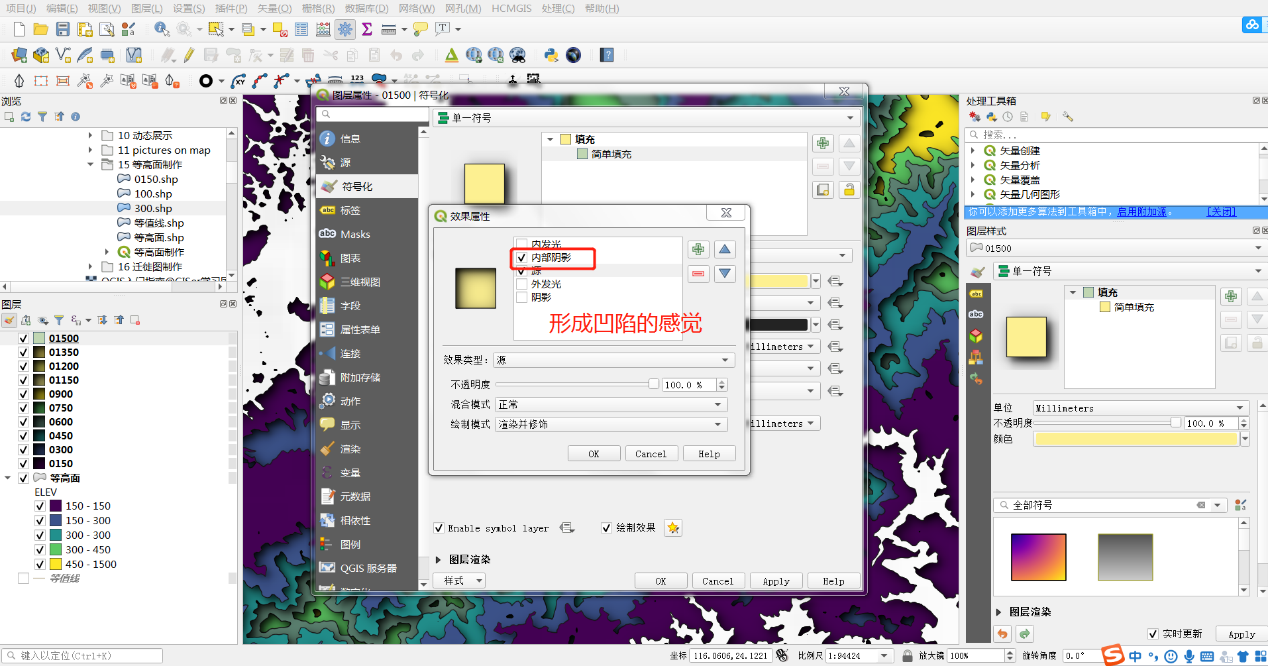 项目(J) 编辑(E) 视图(V) 图层(L) 设置(S) 插件(P) 矢量(O) 栅格(R) 数据库(D) 网络(W) 网孔(M) HCMGIS 处理(C) 帮助(H)
浏览
10 动态展示
11 pictures on map
15 等高面制作
0150.shp
100.shp
300.shp
等值线.shp
等高面.shp
等高面制作
16 迁徙图制作
图层
01500
01350
01200
01150
0900
0750
0600
0450
0300
0150
等高面
ELEV
150 - 150
150 - 300
300 - 300
300 - 450
450 - 1500
等值线
键入以定位(Ctrl+K)
图层属性 - 01500 | 符号化
信息
源
符号化
标签
Masks
图表
三维视图
字段
属性表单
连接
附加存储
动作
显示
渲染
变量
元数据
相依性
图例
QGIS 服务器
单一符号
填充
简单填充
效果属性
内发光
内部阴影
源
外发光
阴影
形成凹陷的感觉
效果类型: 源
不透明度 100.0 %
混合模式 正常
绘制模式 渲染并修饰
OK Cancel Help
Enable symbol layer 绘制效果
图层渲染
样式 OK Cancel Apply Help
处理工具箱
搜索...
矢量创建
矢量分析
矢量覆盖
矢量几何图形
你可以添加更多算法到工具箱中，启用附加源。 [关闭]
图层样式
01500
单一符号
填充
简单填充
单位 Millimeters
不透明度 100.0 %
颜色
全部符号
图层渲染
实时更新 Apply
坐标 116.0606,24.1221 比例尺 1:94424 放大镜 100% 旋转角度 0.0°
中